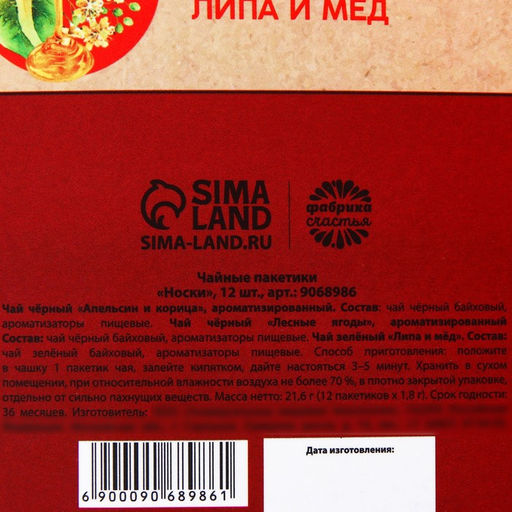 ЛИПА И МЁД
SIMA
LAND
SIMA-LAND.RU
фабрика
счастья
Чайные пакетики
«Носки», 12 шт., арт.: 9068986
Чай чёрный «Апельсин и корица», ароматизированный. Состав: чай чёрный байховый,
ароматизаторы пищевые. Чай чёрный «Лесные ягоды», ароматизированный
Состав: чай чёрный байховый, ароматизаторы пищевые. Чай зелёный «Липа и мёд». Состав:
чай зелёный байховый, ароматизаторы пищевые. Способ приготовления: положите
в чашку 1 пакетик чая, залейте кипятком, дайте настояться 3–5 минут. Хранить в сухом
помещении, при относительной влажности воздуха не более 70 %, в плотно закрытой упаковке,
отдельно от сильно пахнущих веществ. Масса нетто: 21,6 г (12 пакетиков х 1,8 г). Срок годности:
36 месяцев. Изготовитель:
Дата изготовления:
6 900090 689861